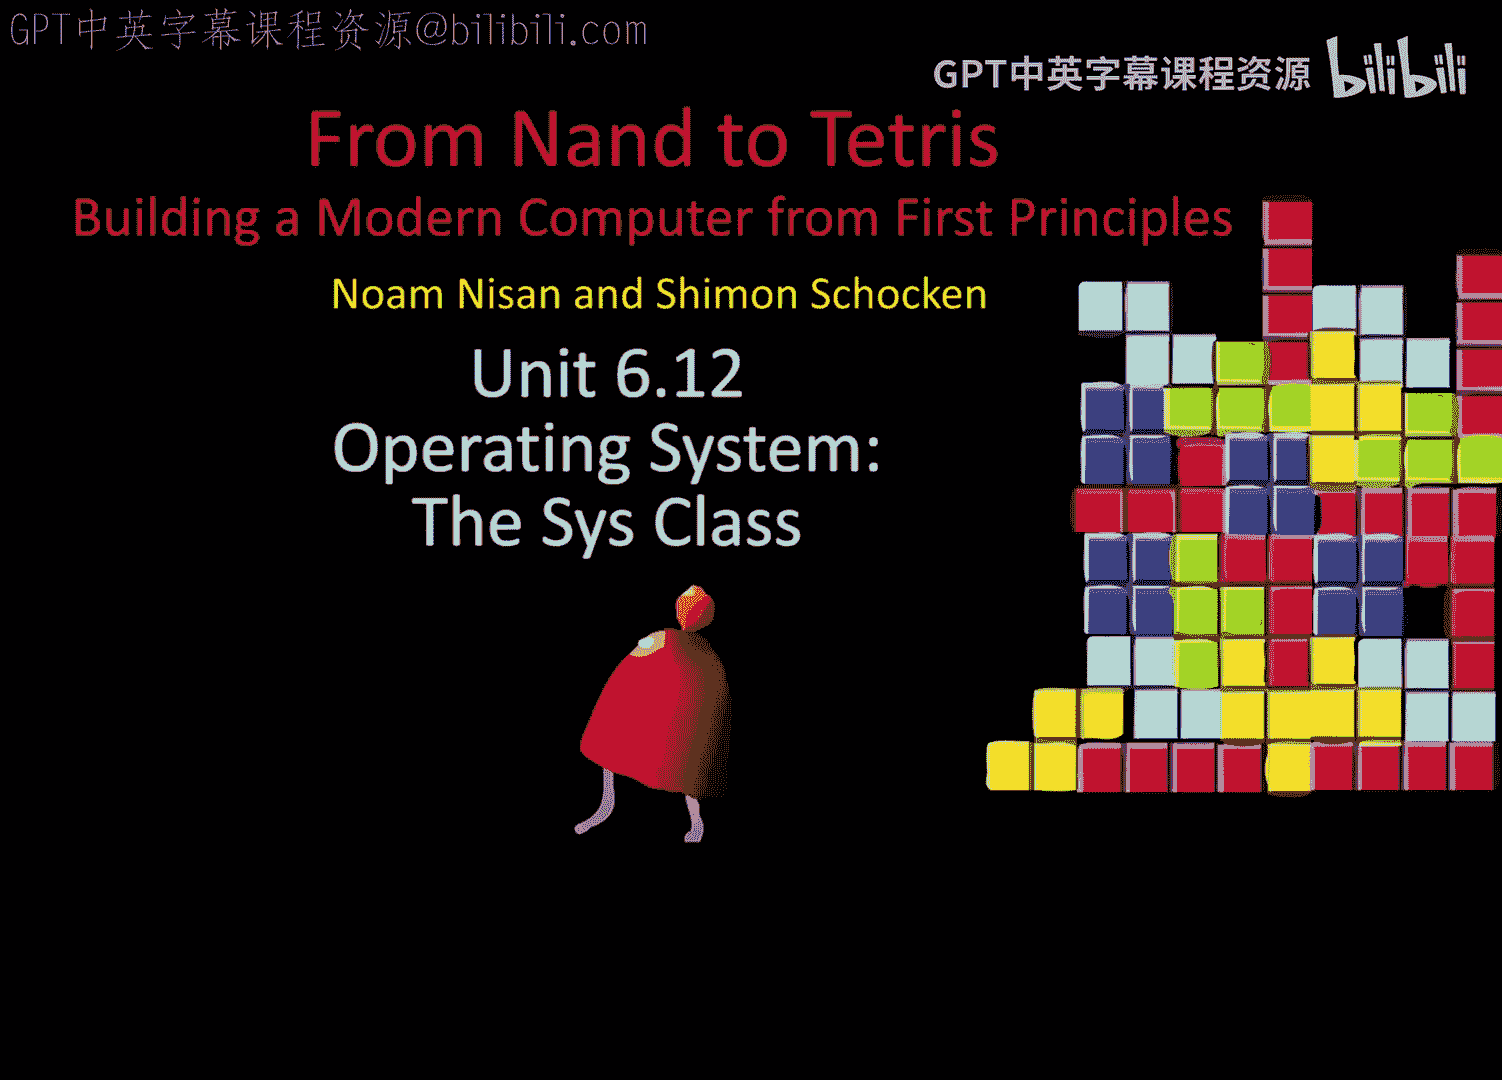 GPT中英字幕课程资源@bilibili.com
GPT中英字幕课程资源 bilibili
From Nand to Tetris
Building a Modern Computer from First Principles
Noam Nisan and Shimon Schocken
Unit 6.12
Operating System:
The Sys Class